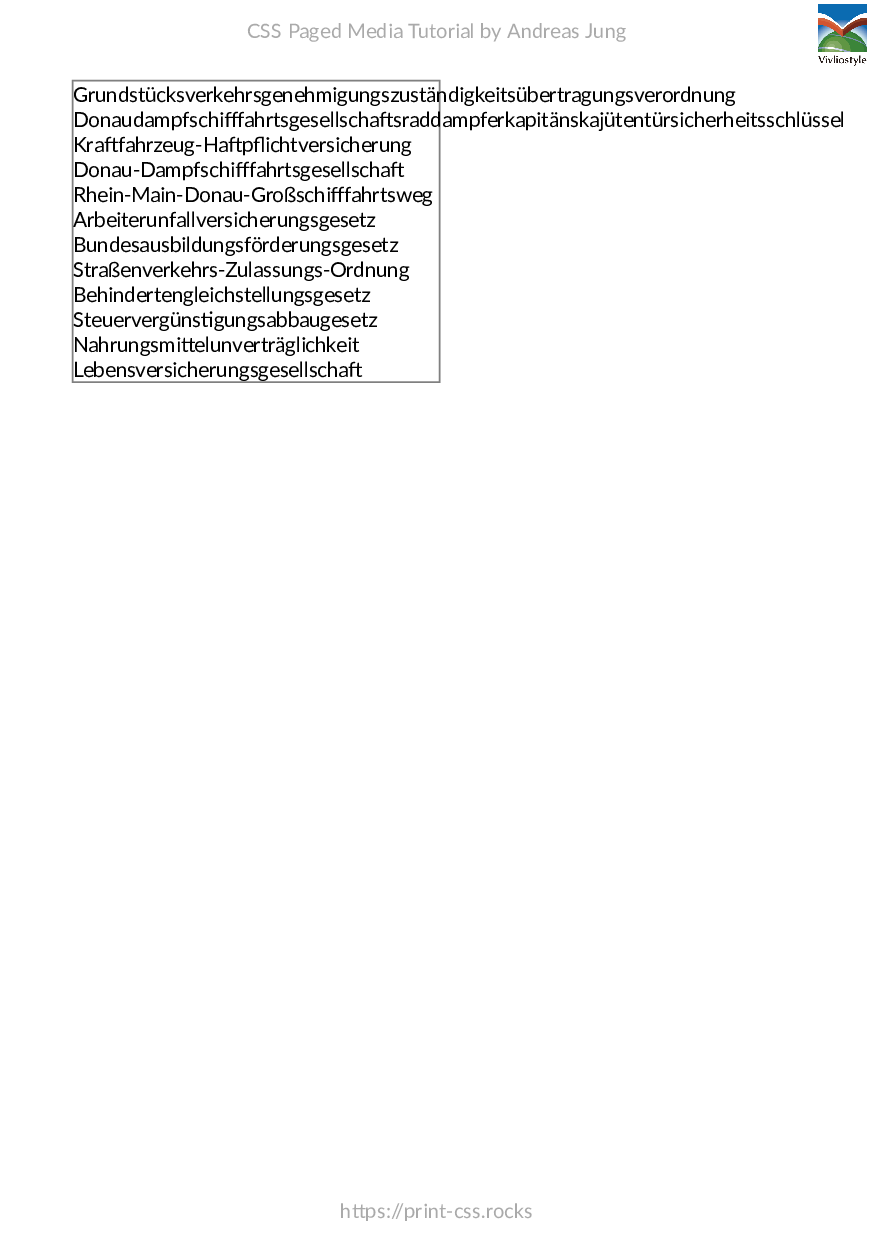 CSS Paged Media Tutorial by Andreas Jung
Vivliostyle
Grundstücksverkehrsgenehmigungszuständigkeitsübertragungsverordnung
Donaudampfschifffahrtsgesellschaftsraddampferkapitänskajütentürsicherheitsschlüssel
Kraftfahrzeug-Haftpflichtversicherung
Donau-Dampfschifffahrtsgesellschaft
Rhein-Main-Donau-Großschifffahrtsweg
Arbeiterunfallversicherungsgesetz
Bundesausbildungsförderungsgesetz
Straßenverkehrs-Zulassungs-Ordnung
Behindertengleichstellungsgesetz
Steuervergünstigungsabbaugesetz
Nahrungsmittelunverträglichkeit
Lebensversicherungsgesellschaft
https://print-css.rocks